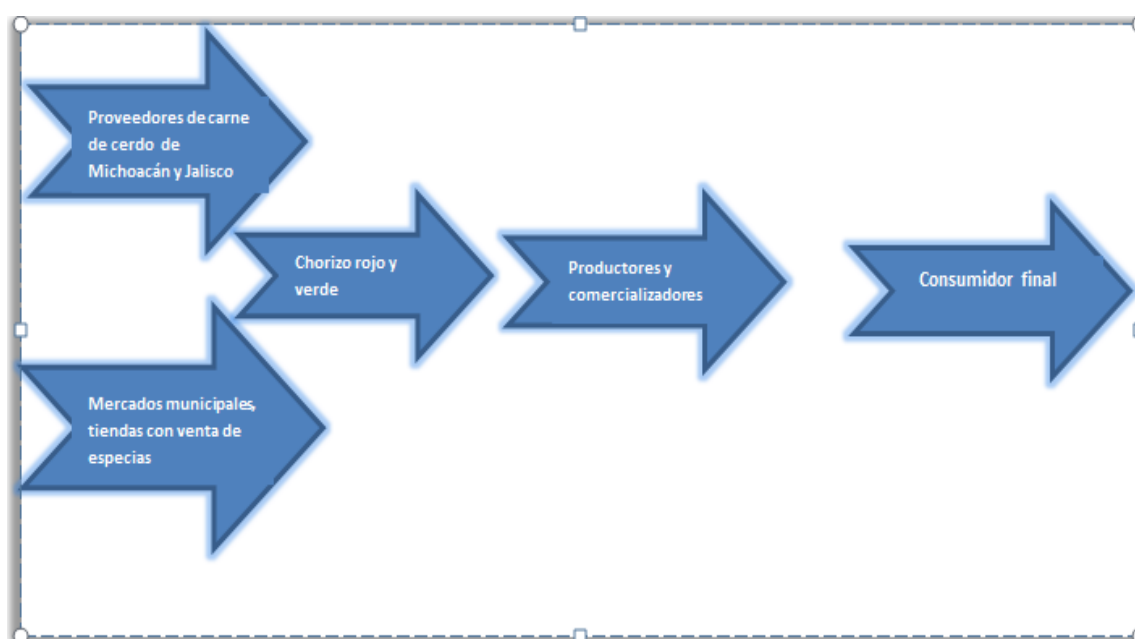 Proveedores de carne
de cerdo de
Michoacán y Jalisco
Chorizo rojo y
verde
Productores y
comercializadores
Consumidor final
Mercados municipales,
tiendas con venta de
especias